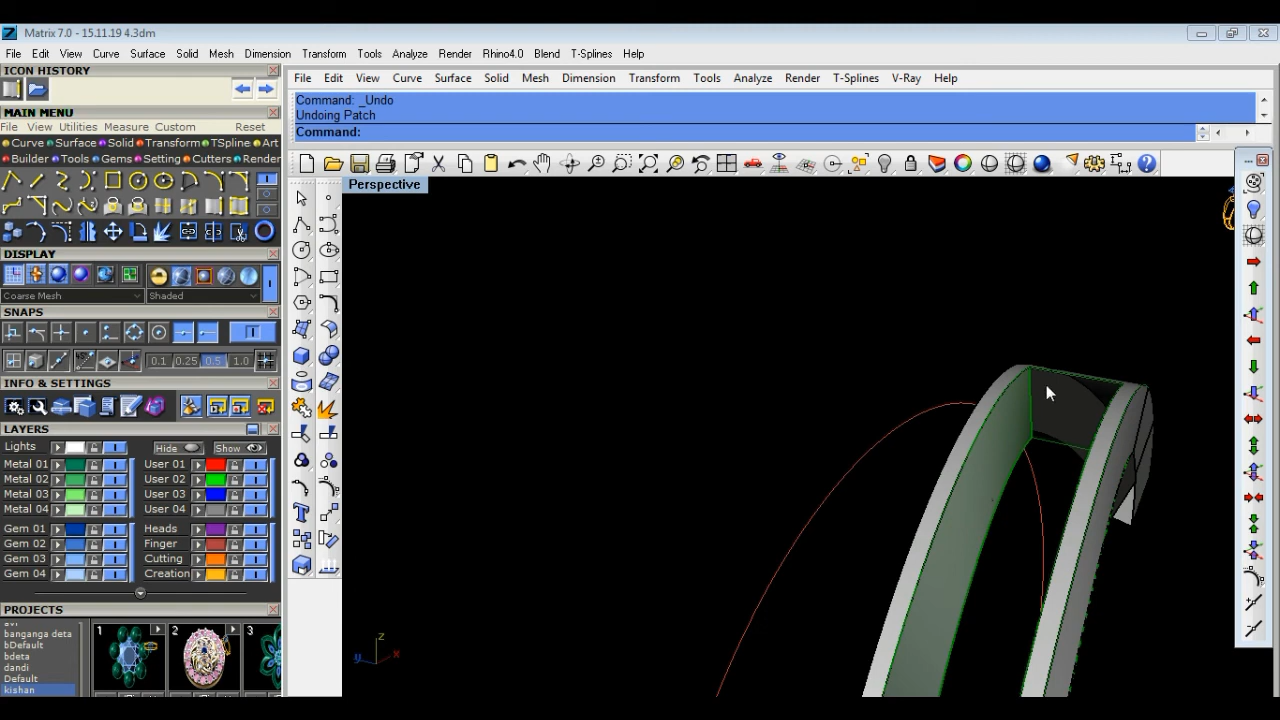 Matrix 7.0 - 15.11.19 4.3dm
File Edit View Curve Surface Solid Mesh Dimension Transform Tools Analyze Render Rhino4.0 Blend T-Splines Help
ICON HISTORY
MAIN MENU
File View Utilities Measure Custom Reset
Curve Surface Solid Transform TSpline Art
Builder Tools Gems Setting Cutters Render
DISPLAY
Coarse Mesh Shaded
SNAPS
0.1 0.25 0.5 1.0
INFO & SETTINGS
LAYERS
Lights Hide Show
Metal 01 User 01
Metal 02 User 02
Metal 03 User 03
Metal 04 User 04
Gem 01 Heads
Gem 02 Finger
Gem 03 Cutting
Gem 04 Creation
PROJECTS
banganga deta
bDefault
bdeta
dandi
Default
kishan
1 2 3
File Edit View Curve Surface Solid Mesh Dimension Transform Tools Analyze Render T-Splines V-Ray Help
Command: _Undo
Undoing Patch
Command:
Perspective
z
y x